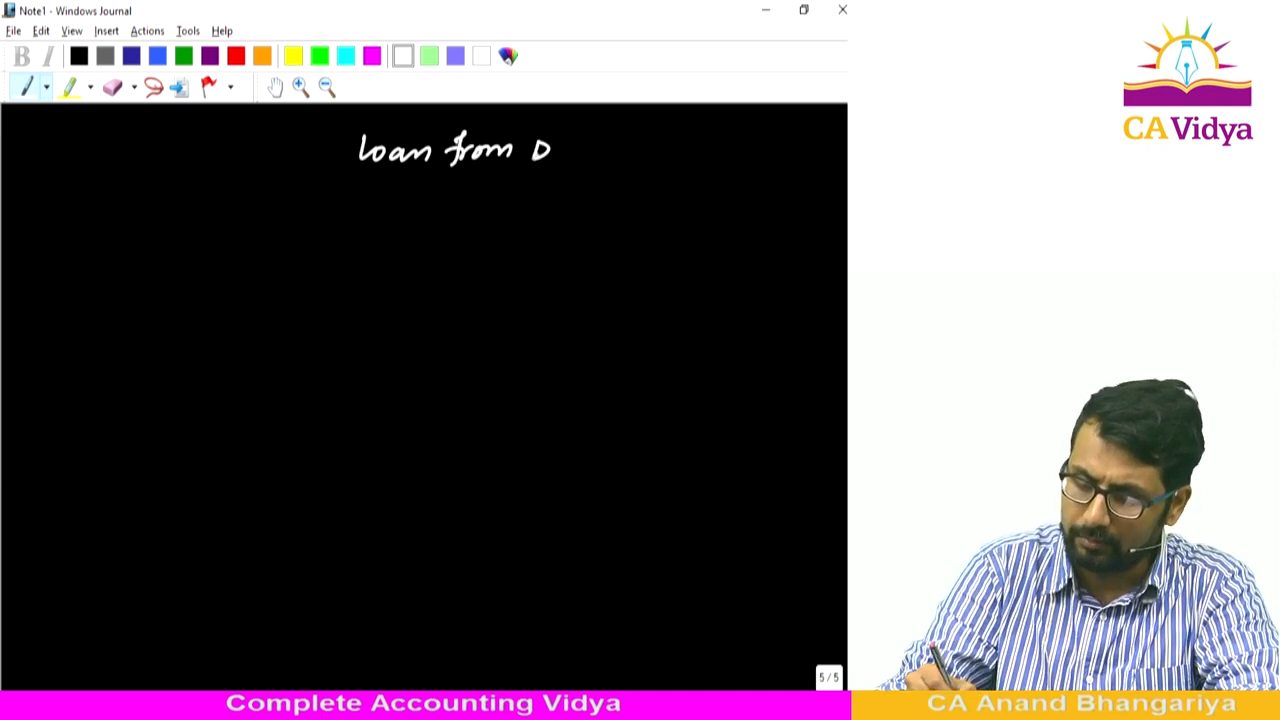 Note1 - Windows Journal
File Edit View Insert Actions Tools Help
B I
loan from D
5 / 5
CA Vidya
Complete Accounting Vidya
CA Anand Bhangariya